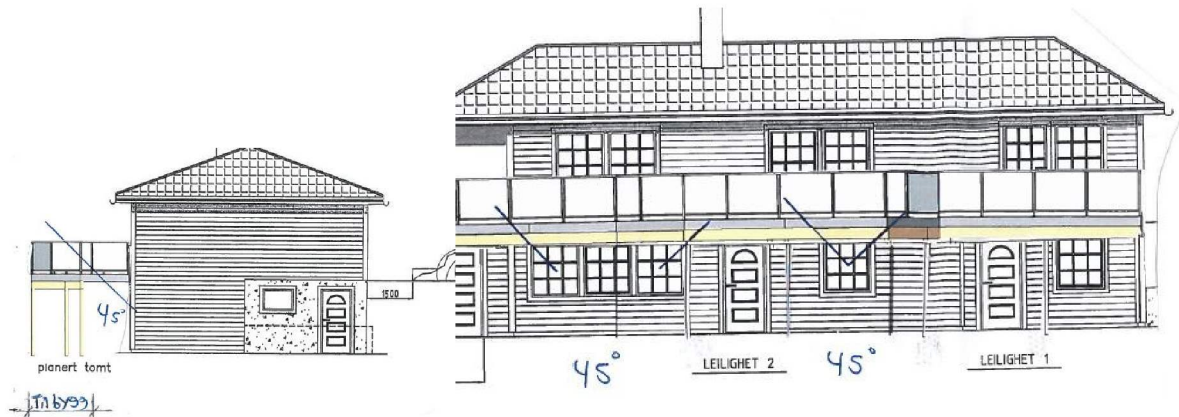 1500
45°
planert tomt
Tilbygg
45°
LEILIGHET 2
45°
LEILIGHET 1